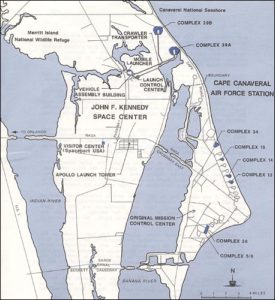 Canaveral National Seashore
COMPLEX 39B
Merritt Island
National Wildlife Refuge
CRAWLER
TRANSPORTER
COMPLEX 39A
MOBILE
LAUNCHER
LAUNCH
CONTROL
CENTER
BOUNDARY
VEHICLE
ASSEMBLY BUILDING
CAPE CANAVERAL
AIR FORCE STATION
JOHN F. KENNEDY
SPACE CENTER
COMPLEX 34
TO ORLANDO
NASA
COMPLEX 19
VISITOR CENTER
(Spaceport USA)
COMPLEX 14
COMPLEX 13
APOLLO LAUNCH TOWER
INDIAN RIVER
ORIGINAL MISSION
CONTROL CENTER
U.S. 1
COMPLEX 26
COMPLEX 5/6
BANANA RIVER
N
4 MILES